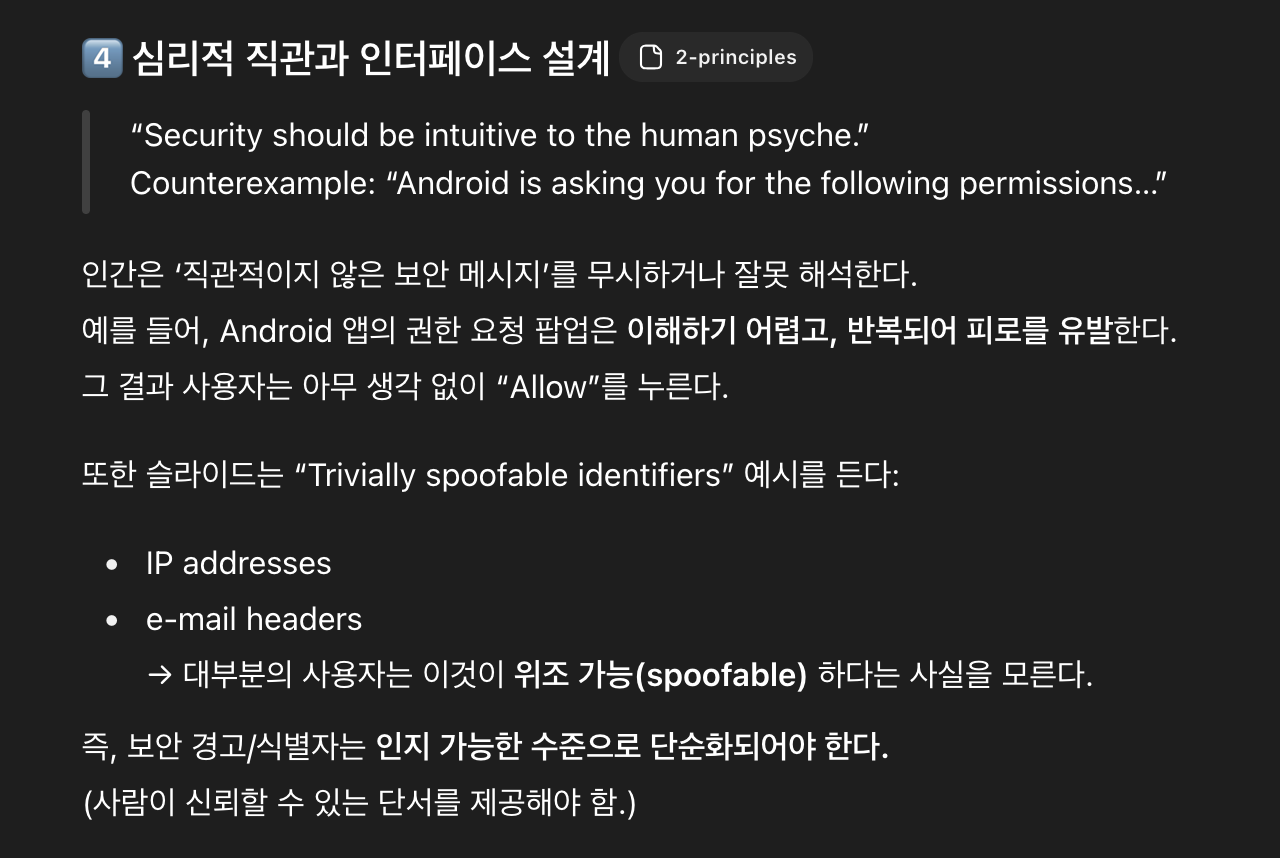 4️⃣ 심리적 직관과 인터페이스 설계 2-principles
“Security should be intuitive to the human psyche.”
Counterexample: “Android is asking you for the following permissions…”
인간은 ‘직관적이지 않은 보안 메시지’를 무시하거나 잘못 해석한다.
예를 들어, Android 앱의 권한 요청 팝업은 이해하기 어렵고, 반복되어 피로를 유발한다.
그 결과 사용자는 아무 생각 없이 “Allow”를 누른다.
또한 슬라이드는 “Trivially spoofable identifiers” 예시를 든다:
• IP addresses
• e-mail headers
→ 대부분의 사용자는 이것이 위조 가능(spoofable) 하다는 사실을 모른다.
즉, 보안 경고/식별자는 인지 가능한 수준으로 단순화되어야 한다.
(사람이 신뢰할 수 있는 단서를 제공해야 함.)